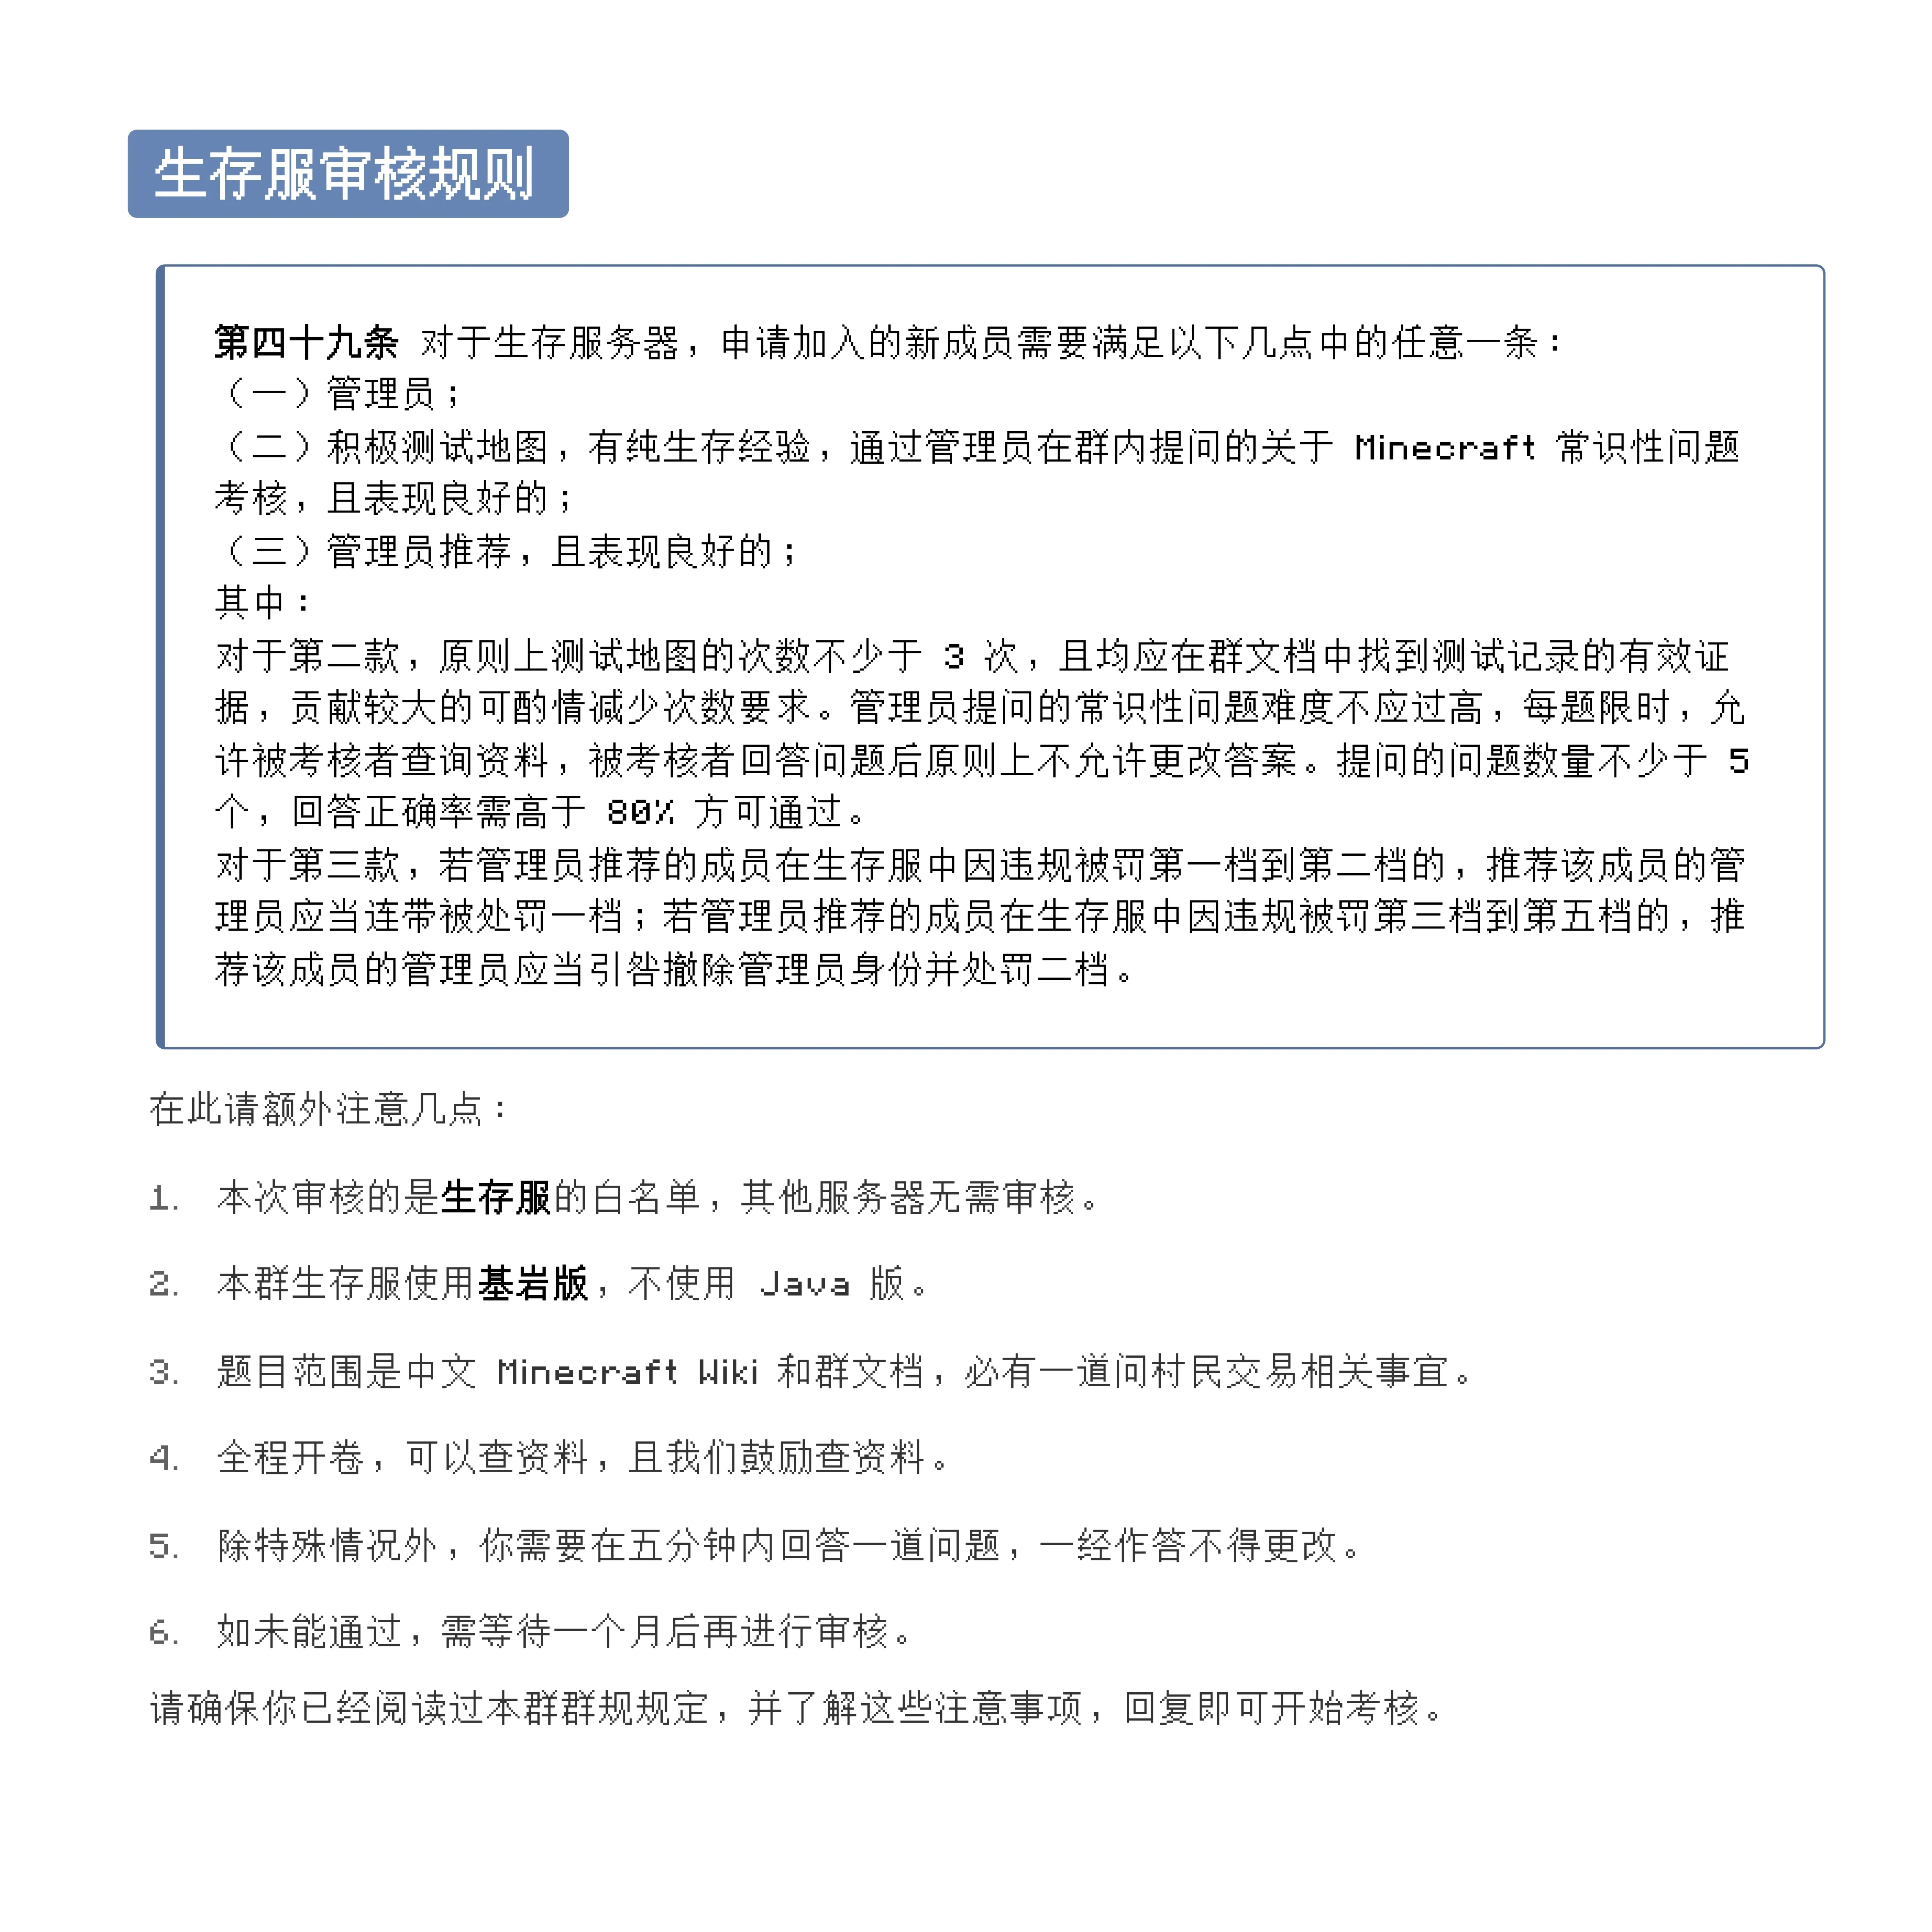 生存服审核规则
第四十九条 对于生存服务器，申请加入的新成员需要满足以下几点中的任意一条：
（一）管理员；
（二）积极测试地图，有纯生存经验，通过管理员在群内提问的关于 Minecraft 常识性问题
考核，且表现良好的；
（三）管理员推荐，且表现良好的；
其中：
对于第二款，原则上测试地图的次数不少于 3 次，且均应在群文档中找到测试记录的有效证
据，贡献较大的可酌情减少次数要求。管理员提问的常识性问题难度不应过高，每题限时，允
许被考核者查询资料，被考核者回答问题后原则上不允许更改答案。提问的问题数量不少于 5
个，回答正确率需高于 80% 方可通过。
对于第三款，若管理员推荐的成员在生存服中因违规被罚第一档到第二档的，推荐该成员的管
理员应当连带被处罚一档；若管理员推荐的成员在生存服中因违规被罚第三档到第五档的，推
荐该成员的管理员应当引咎撤除管理员身份并处罚二档。
在此请额外注意几点：
1. 本次审核的是生存服的白名单，其他服务器无需审核。
2. 本群生存服使用基岩版，不使用 Java 版。
3. 题目范围是中文 Minecraft Wiki 和群文档，必有一道问村民交易相关事宜。
4. 全程开卷，可以查资料，且我们鼓励查资料。
5. 除特殊情况外，你需要在五分钟内回答一道问题，一经作答不得更改。
6. 如未能通过，需等待一个月后再进行审核。
请确保你已经阅读过本群群规规定，并了解这些注意事项，回复即可开始考核。